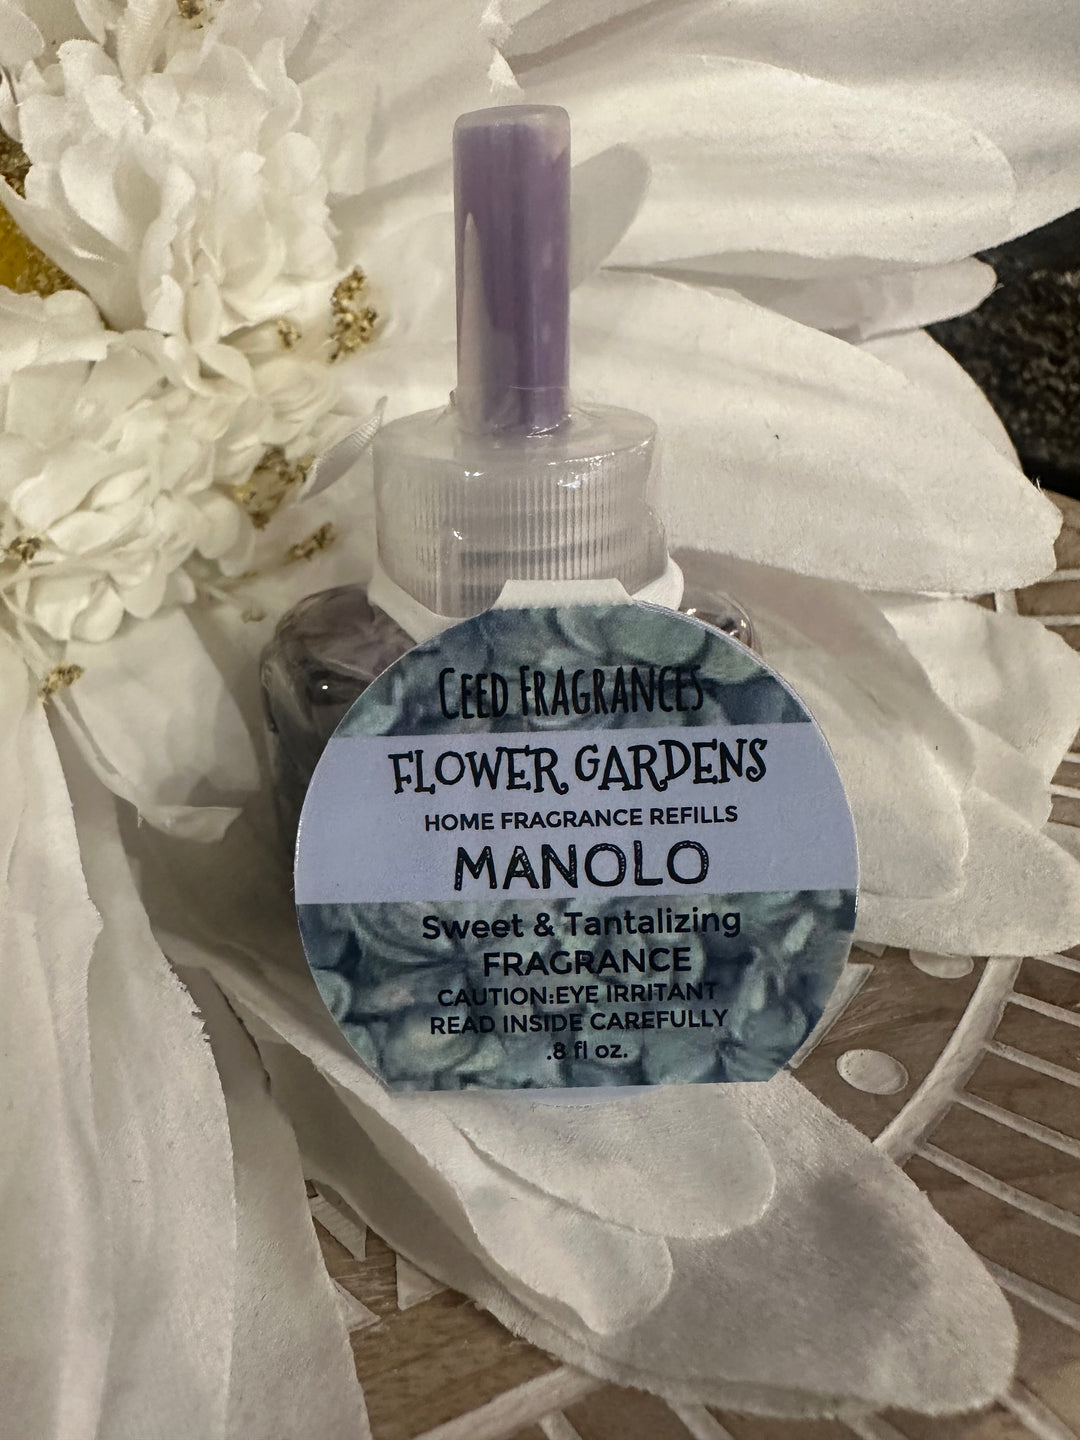 CEED FRAGRANCES
FLOWER GARDENS
HOME FRAGRANCE REFILLS
MANOLO
Sweet & Tantalizing
FRAGRANCE
CAUTION:EYE IRRITANT
READ INSIDE CAREFULLY
.8 fl oz.